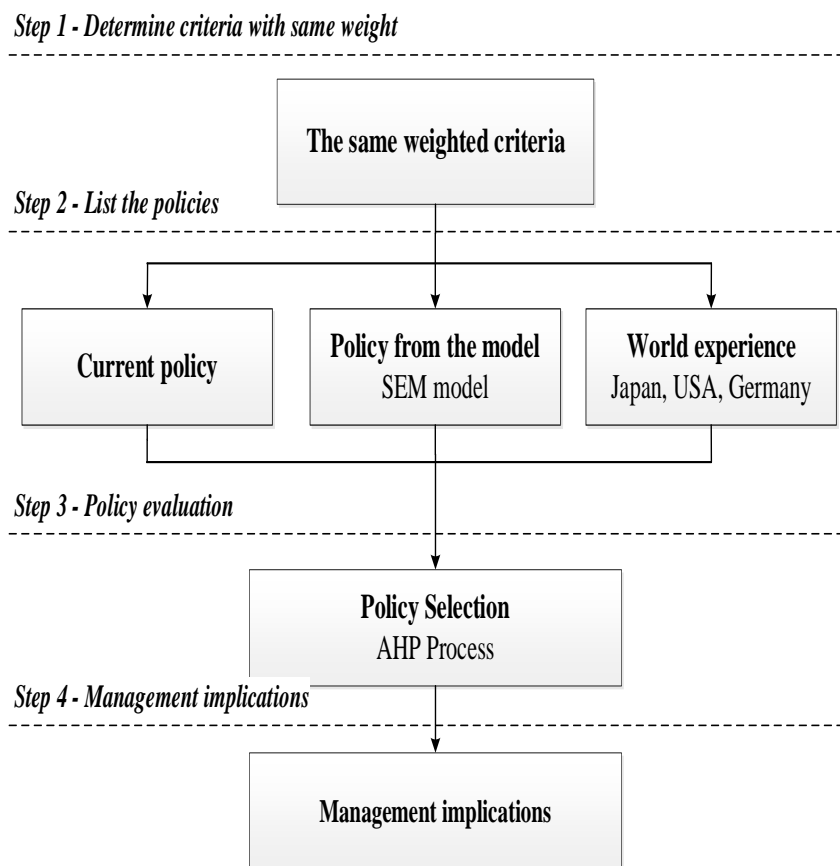 Step 1 - Determine criteria with same weight
The same weighted criteria
Step 2 - List the policies
Current policy
Policy from the model
SEM model
World experience
Japan, USA, Germany
Step 3 - Policy evaluation
Policy Selection
AHP Process
Step 4 - Management implications
Management implications